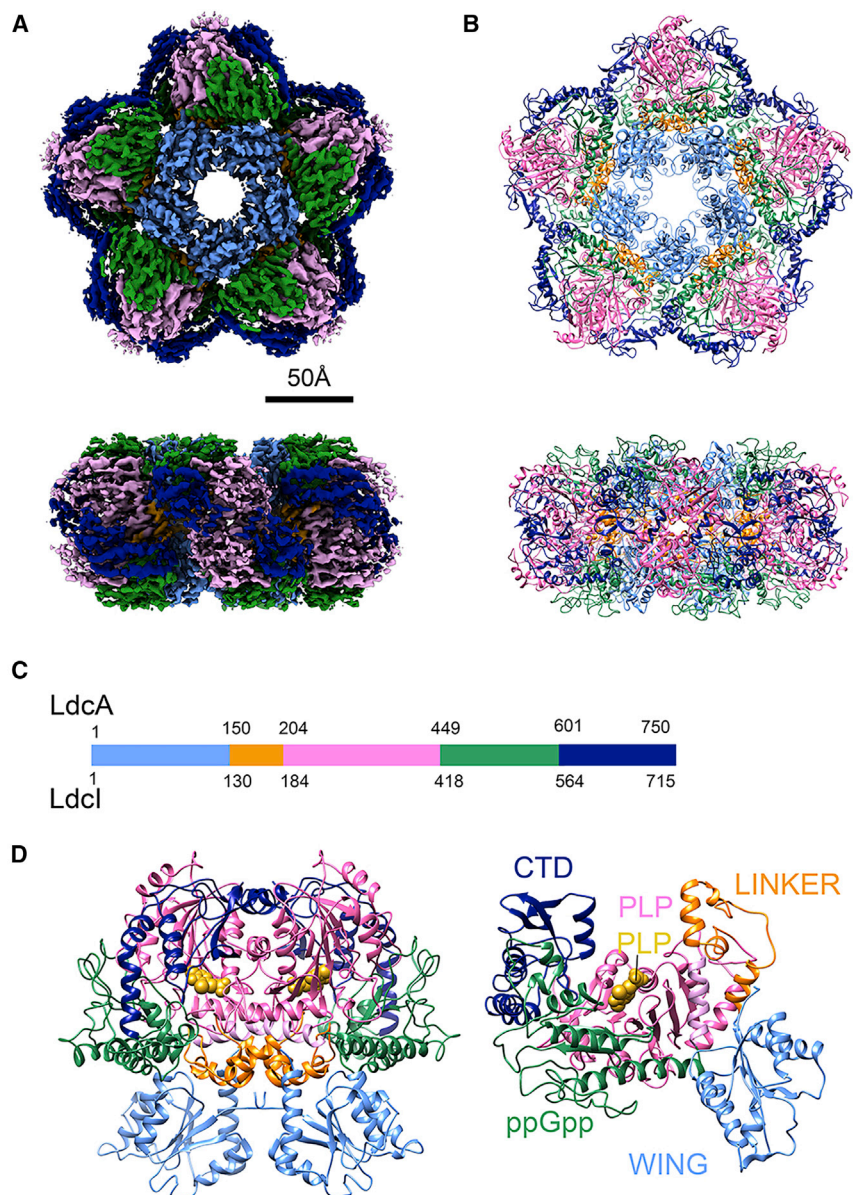 A
B
50Å
C
LdcA
1 150 204 449 601 750
1 130 184 418 564 715
LdcI
D
CTD
PLP
LINKER
PLP
ppGpp
WING